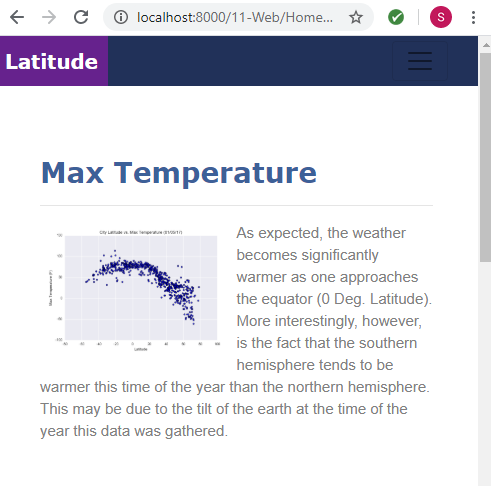 localhost:8000/11-Web/Home...
S
Latitude
Max Temperature
City Latitude vs. Max Temperature (01/05/17)
Max Temperature (F)
Latitude
As expected, the weather
becomes significantly
warmer as one approaches
the equator (0 Deg. Latitude).
More interestingly, however,
is the fact that the southern
hemisphere tends to be
warmer this time of the year than the northern hemisphere.
This may be due to the tilt of the earth at the time of the
year this data was gathered.